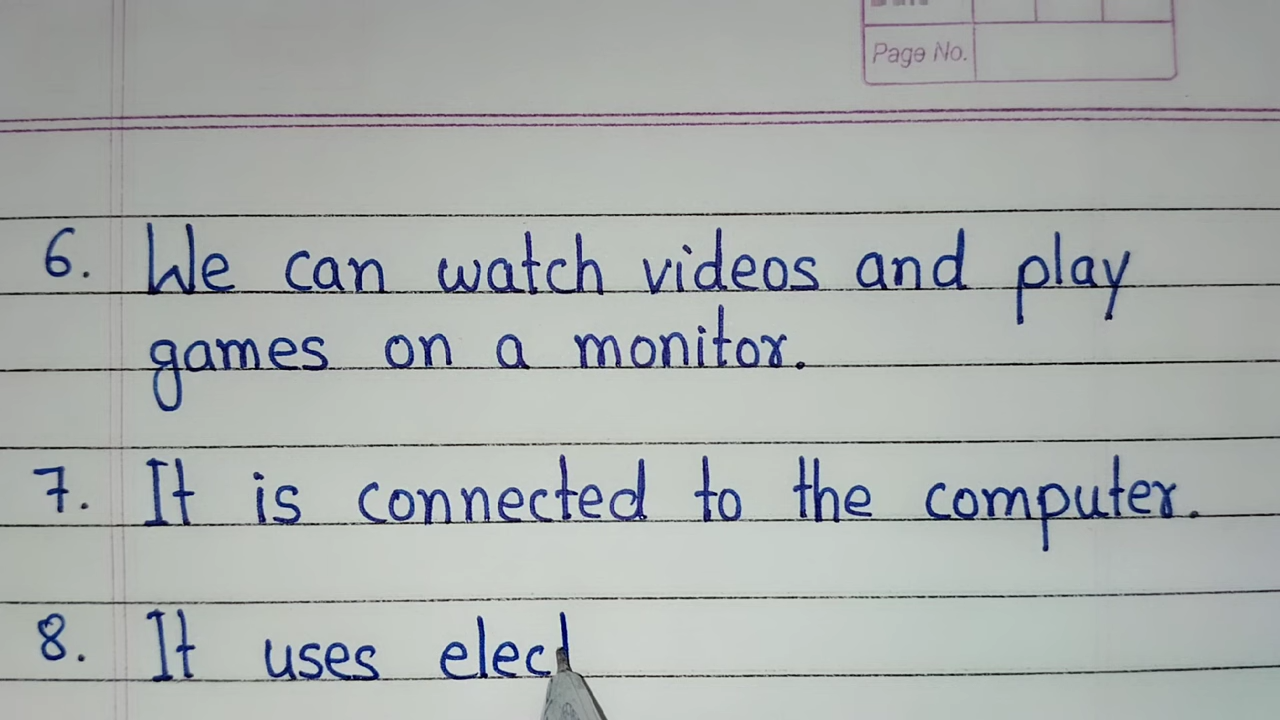 Page No.
6. We can watch videos and play
games on a monitor.
7. It is connected to the computer.
8. It uses elect